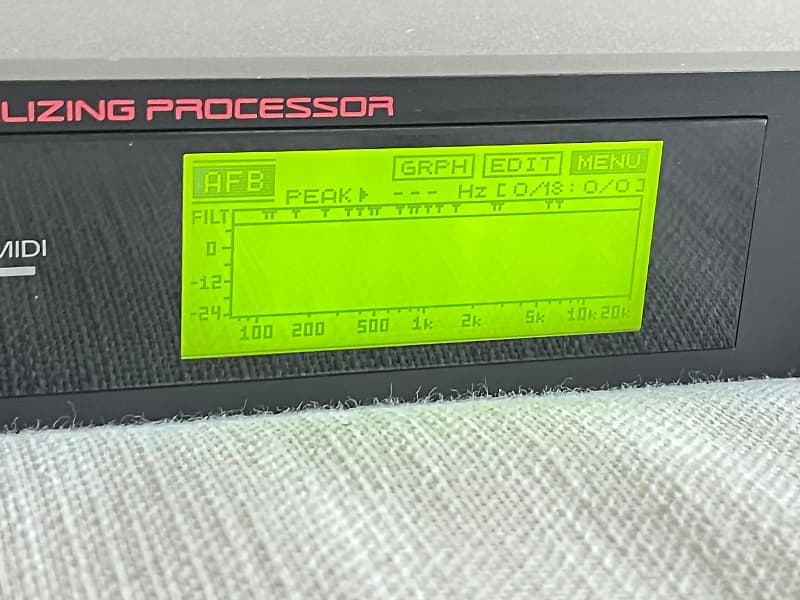 LIZING PROCESSOR
MIDI
AFB GRPH EDIT MENU
PEAK --- Hz [0/18:0/0]
FILT
0
-12
-24
100 200 500 1k 2k 5k 10k 20k